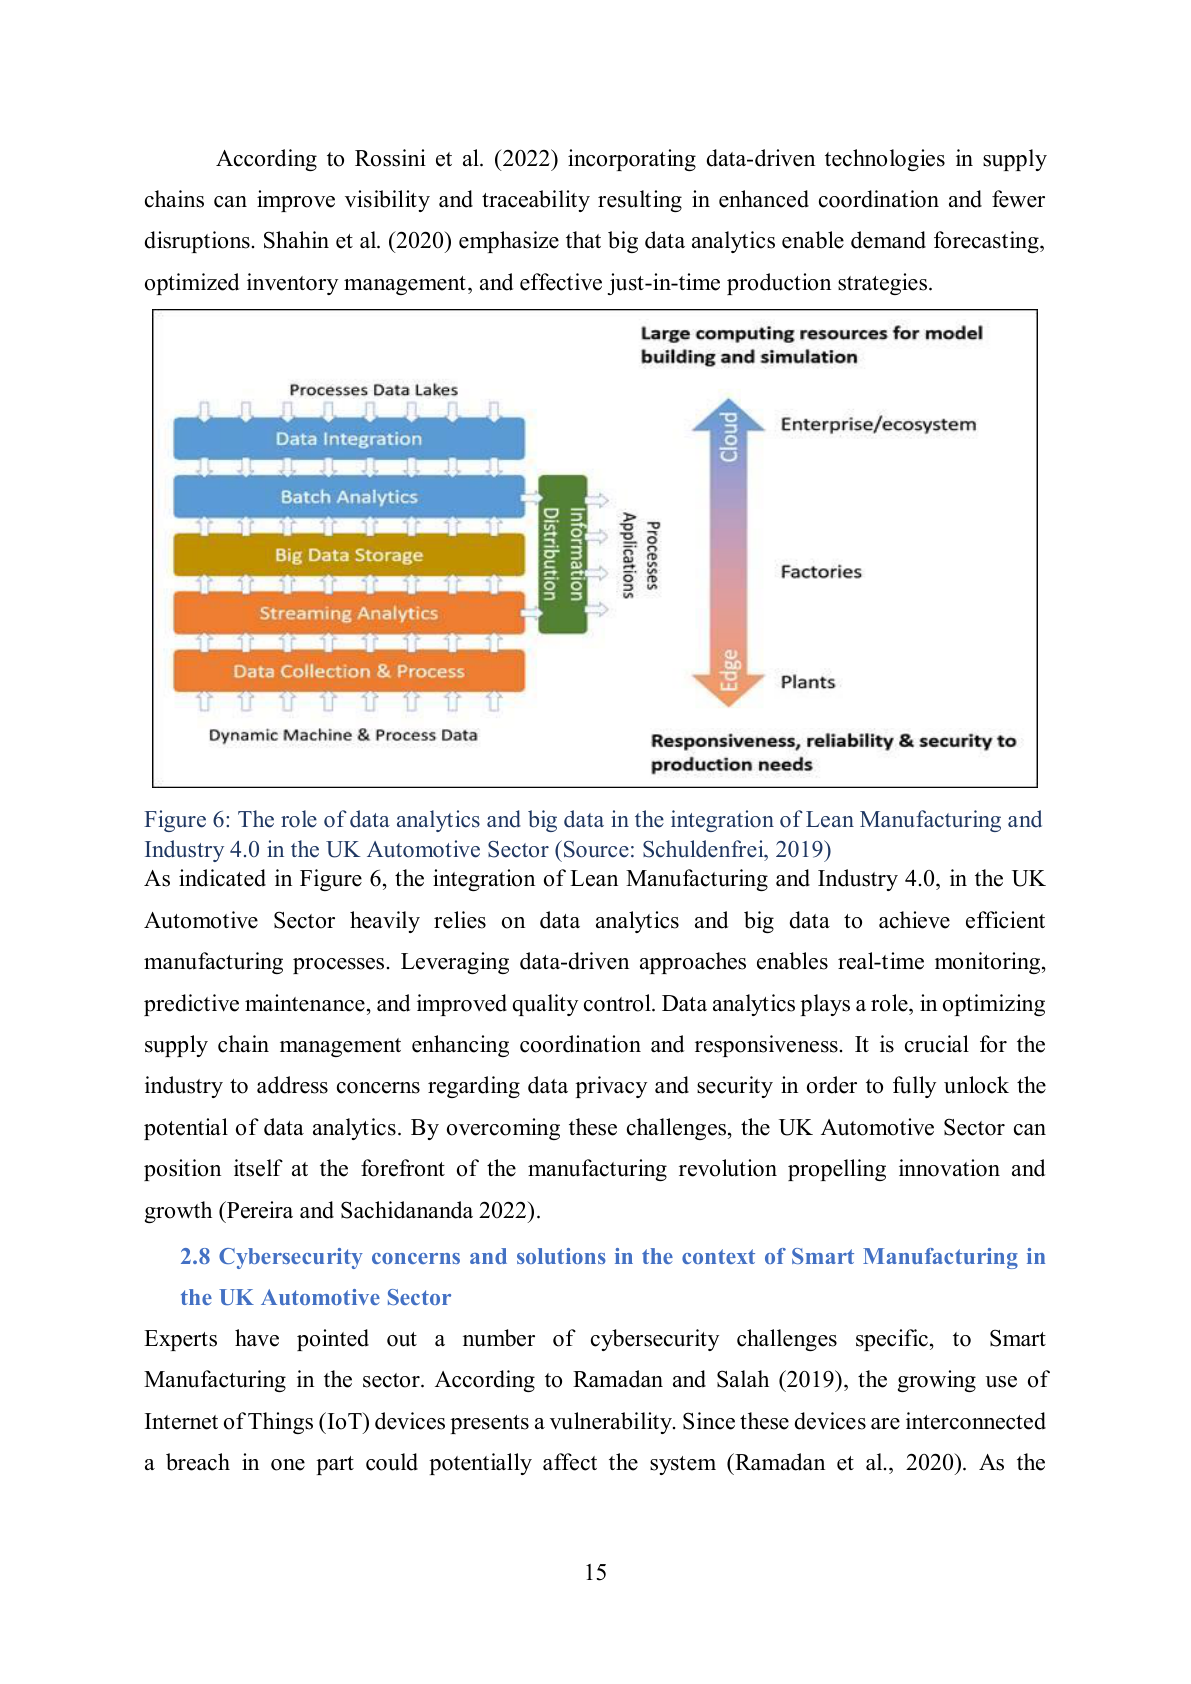 According to Rossini et al. (2022) incorporating data-driven technologies in supply
chains can improve visibility and traceability resulting in enhanced coordination and fewer
disruptions. Shahin et al. (2020) emphasize that big data analytics enable demand forecasting,
optimized inventory management, and effective just-in-time production strategies.
Large computing resources for model
building and simulation
Processes Data Lakes
Data Integration
Batch Analytics
Big Data Storage
Streaming Analytics
Data Collection & Process
Dynamic Machine & Process Data
Information
Distribution
Processes
Applications
Cloud
Edge
Enterprise/ecosystem
Factories
Plants
Responsiveness, reliability & security to
production needs
Figure 6: The role of data analytics and big data in the integration of Lean Manufacturing and
Industry 4.0 in the UK Automotive Sector (Source: Schuldenfrei, 2019)
As indicated in Figure 6, the integration of Lean Manufacturing and Industry 4.0, in the UK
Automotive Sector heavily relies on data analytics and big data to achieve efficient
manufacturing processes. Leveraging data-driven approaches enables real-time monitoring,
predictive maintenance, and improved quality control. Data analytics plays a role, in optimizing
supply chain management enhancing coordination and responsiveness. It is crucial for the
industry to address concerns regarding data privacy and security in order to fully unlock the
potential of data analytics. By overcoming these challenges, the UK Automotive Sector can
position itself at the forefront of the manufacturing revolution propelling innovation and
growth (Pereira and Sachidananda 2022).
2.8 Cybersecurity concerns and solutions in the context of Smart Manufacturing in
the UK Automotive Sector
Experts have pointed out a number of cybersecurity challenges specific, to Smart
Manufacturing in the sector. According to Ramadan and Salah (2019), the growing use of
Internet of Things (IoT) devices presents a vulnerability. Since these devices are interconnected
a breach in one part could potentially affect the system (Ramadan et al., 2020). As the
15